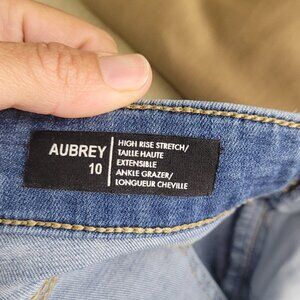 AUBREY
10
HIGH RISE STRETCH/
TAILLE HAUTE
EXTENSIBLE
ANKLE GRAZER/
LONGUEUR CHEVILLE